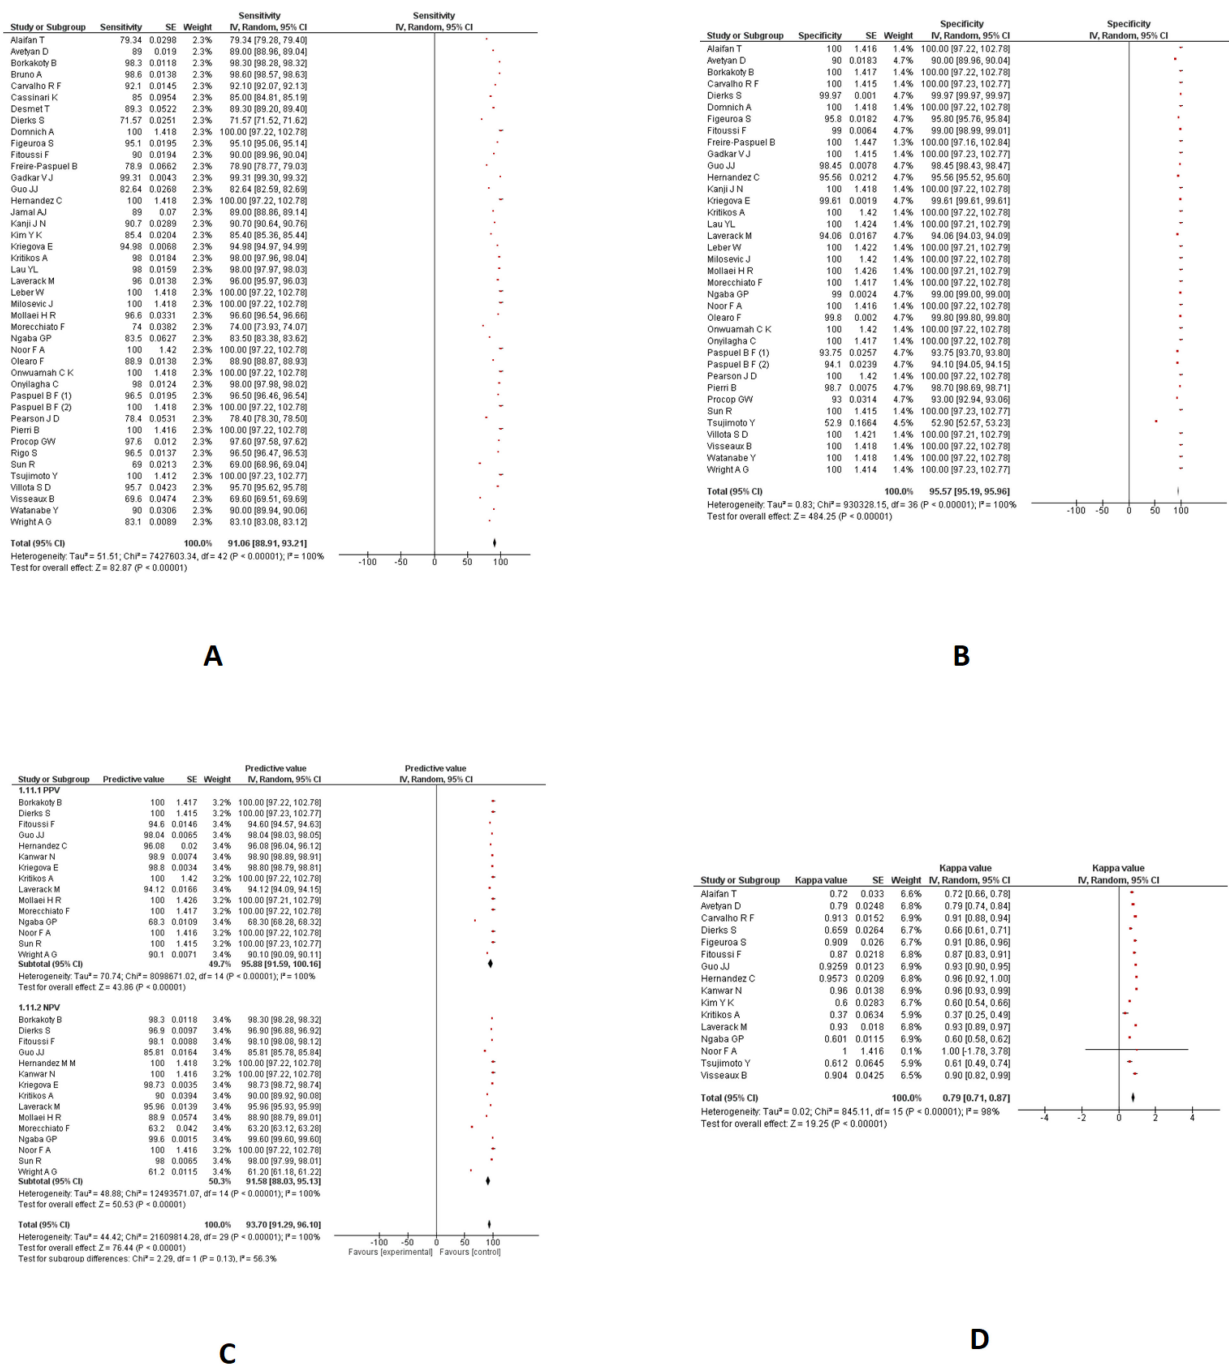 Sensitivity Sensitivity
Study or Subgroup Sensitivity SE Weight IV, Random, 95% CI IV, Random, 95% CI
Alaifan T 79.34 0.0298 2.3% 79.34 [79.28, 79.40]
Avetyan D 89 0.019 2.3% 89.00 [88.96, 89.04]
Borkakoty B 98.3 0.0118 2.3% 98.30 [98.28, 98.32]
Bruno A 98.6 0.0138 2.3% 98.60 [98.57, 98.63]
Carvalho R F 92.1 0.0145 2.3% 92.10 [92.07, 92.13]
Cassinari K 85 0.0954 2.3% 85.00 [84.81, 85.19]
Desmet T 89.3 0.0522 2.3% 89.30 [89.20, 89.40]
Dierks S 71.57 0.0251 2.3% 71.57 [71.52, 71.62]
Domnich A 100 1.418 2.3% 100.00 [97.22, 102.78]
Figeuroa S 95.1 0.0195 2.3% 95.10 [95.06, 95.14]
Fitoussi F 90 0.0194 2.3% 90.00 [89.96, 90.04]
Freire-Paspuel B 78.9 0.0662 2.3% 78.90 [78.77, 79.03]
Gadkar V J 99.31 0.0043 2.3% 99.31 [99.30, 99.32]
Guo JJ 82.64 0.0268 2.3% 82.64 [82.59, 82.69]
Hernandez C 100 1.418 2.3% 100.00 [97.22, 102.78]
Jamal AJ 89 0.07 2.3% 89.00 [88.86, 89.14]
Kanji J N 90.7 0.0289 2.3% 90.70 [90.64, 90.76]
Kim Y K 85.4 0.0204 2.3% 85.40 [85.36, 85.44]
Kriegova E 94.98 0.0068 2.3% 94.98 [94.97, 94.99]
Kritikos A 98 0.0184 2.3% 98.00 [97.96, 98.04]
Lau YL 98 0.0159 2.3% 98.00 [97.97, 98.03]
Laverack M 96 0.0138 2.3% 96.00 [95.97, 96.03]
Leber W 100 1.418 2.3% 100.00 [97.22, 102.78]
Milosevic J 100 1.418 2.3% 100.00 [97.22, 102.78]
Mollaei H R 96.6 0.0331 2.3% 96.60 [96.54, 96.66]
Morecchiato F 74 0.0382 2.3% 74.00 [73.93, 74.07]
Ngaba GP 83.5 0.0627 2.3% 83.50 [83.38, 83.62]
Noor F A 100 1.42 2.3% 100.00 [97.22, 102.78]
Olearo F 88.9 0.0138 2.3% 88.90 [88.87, 88.93]
Onwuamah C K 100 1.418 2.3% 100.00 [97.22, 102.78]
Onyilagha C 98 0.0124 2.3% 98.00 [97.98, 98.02]
Paspuel B F (1) 96.5 0.0195 2.3% 96.50 [96.46, 96.54]
Paspuel B F (2) 100 1.418 2.3% 100.00 [97.22, 102.78]
Pearson J D 78.4 0.0531 2.3% 78.40 [78.30, 78.50]
Pierri B 100 1.416 2.3% 100.00 [97.22, 102.78]
Procop GW 97.6 0.012 2.3% 97.60 [97.58, 97.62]
Rigo S 96.5 0.0137 2.3% 96.50 [96.47, 96.53]
Sun R 69 0.0213 2.3% 69.00 [68.96, 69.04]
Tsujimoto Y 100 1.412 2.3% 100.00 [97.23, 102.77]
Villota S D 95.7 0.0423 2.3% 95.70 [95.62, 95.78]
Visseaux B 69.6 0.0474 2.3% 69.60 [69.51, 69.69]
Watanabe Y 90 0.0306 2.3% 90.00 [89.94, 90.06]
Wright A G 83.1 0.0089 2.3% 83.10 [83.08, 83.12]
Total (95% CI) 100.0% 91.06 [88.91, 93.21]
Heterogeneity: Tau² = 51.51; Chi² = 7427603.34, df = 42 (P < 0.00001); I² = 100%
Test for overall effect: Z = 82.87 (P < 0.00001)
-100 -50 0 50 100
A
Specificity Specificity
Study or Subgroup Specificity SE Weight IV, Random, 95% CI IV, Random, 95% CI
Alaifan T 100 1.416 1.4% 100.00 [97.22, 102.78]
Avetyan D 90 0.0183 4.7% 90.00 [89.96, 90.04]
Borkakoty B 100 1.417 1.4% 100.00 [97.22, 102.78]
Carvalho R F 100 1.415 1.4% 100.00 [97.23, 102.77]
Dierks S 99.97 0.001 4.7% 99.97 [99.97, 99.97]
Domnich A 100 1.418 1.4% 100.00 [97.22, 102.78]
Figeuroa S 95.8 0.0182 4.7% 95.80 [95.76, 95.84]
Fitoussi F 99 0.0064 4.7% 99.00 [98.99, 99.01]
Freire-Paspuel B 100 1.447 1.3% 100.00 [97.16, 102.84]
Gadkar V J 100 1.415 1.4% 100.00 [97.23, 102.77]
Guo JJ 98.45 0.0078 4.7% 98.45 [98.43, 98.47]
Hernandez C 95.56 0.0212 4.7% 95.56 [95.52, 95.60]
Kanji J N 100 1.418 1.4% 100.00 [97.22, 102.78]
Kriegova E 99.61 0.0019 4.7% 99.61 [99.61, 99.61]
Kritikos A 100 1.42 1.4% 100.00 [97.22, 102.78]
Lau YL 100 1.424 1.4% 100.00 [97.21, 102.79]
Laverack M 94.06 0.0167 4.7% 94.06 [94.03, 94.09]
Leber W 100 1.422 1.4% 100.00 [97.21, 102.79]
Milosevic J 100 1.42 1.4% 100.00 [97.22, 102.78]
Mollaei H R 100 1.426 1.4% 100.00 [97.21, 102.79]
Morecchiato F 100 1.417 1.4% 100.00 [97.22, 102.78]
Ngaba GP 99 0.0024 4.7% 99.00 [99.00, 99.00]
Noor F A 100 1.416 1.4% 100.00 [97.22, 102.78]
Olearo F 99.8 0.002 4.7% 99.80 [99.80, 99.80]
Onwuamah C K 100 1.42 1.4% 100.00 [97.22, 102.78]
Onyilagha C 100 1.417 1.4% 100.00 [97.22, 102.78]
Paspuel B F (1) 93.75 0.0257 4.7% 93.75 [93.70, 93.80]
Paspuel B F (2) 94.1 0.0239 4.7% 94.10 [94.05, 94.15]
Pearson J D 100 1.42 1.4% 100.00 [97.22, 102.78]
Pierri B 98.7 0.0075 4.7% 98.70 [98.69, 98.71]
Procop GW 93 0.0314 4.7% 93.00 [92.94, 93.06]
Sun R 100 1.415 1.4% 100.00 [97.23, 102.77]
Tsujimoto Y 52.9 0.1664 4.5% 52.90 [52.57, 53.23]
Villota S D 100 1.421 1.4% 100.00 [97.21, 102.79]
Visseaux B 100 1.418 1.4% 100.00 [97.22, 102.78]
Watanabe Y 100 1.418 1.4% 100.00 [97.22, 102.78]
Wright A G 100 1.414 1.4% 100.00 [97.23, 102.77]
Total (95% CI) 100.0% 95.57 [95.19, 95.96]
Heterogeneity: Tau² = 0.83; Chi² = 930328.15, df = 36 (P < 0.00001); I² = 100%
Test for overall effect: Z = 484.25 (P < 0.00001)
-100 -50 0 50 100
B
Predictive value Predictive value
Study or Subgroup Predictive value SE Weight IV, Random, 95% CI IV, Random, 95% CI
1.11.1 PPV
Borkakoty B 100 1.417 3.2% 100.00 [97.22, 102.78]
Dierks S 100 1.415 3.2% 100.00 [97.23, 102.77]
Fitoussi F 94.6 0.0146 3.4% 94.60 [94.57, 94.63]
Guo JJ 98.04 0.0065 3.4% 98.04 [98.03, 98.05]
Hernandez C 96.08 0.02 3.4% 96.08 [96.04, 96.12]
Kanwar N 98.9 0.0074 3.4% 98.90 [98.89, 98.91]
Kriegova E 98.8 0.0034 3.4% 98.80 [98.79, 98.81]
Kritikos A 100 1.42 3.2% 100.00 [97.22, 102.78]
Laverack M 94.12 0.0166 3.4% 94.12 [94.09, 94.15]
Mollaei H R 100 1.426 3.2% 100.00 [97.21, 102.79]
Morecchiato F 100 1.417 3.2% 100.00 [97.22, 102.78]
Ngaba GP 68.3 0.0109 3.4% 68.30 [68.28, 68.32]
Noor F A 100 1.416 3.2% 100.00 [97.22, 102.78]
Sun R 100 1.415 3.2% 100.00 [97.23, 102.77]
Wright A G 90.1 0.0071 3.4% 90.10 [90.09, 90.11]
Subtotal (95% CI) 49.7% 95.88 [91.59, 100.16]
Heterogeneity: Tau² = 70.74; Chi² = 8098671.02, df = 14 (P < 0.00001); I² = 100%
Test for overall effect: Z = 43.86 (P < 0.00001)
1.11.2 NPV
Borkakoty B 98.3 0.0118 3.4% 98.30 [98.28, 98.32]
Dierks S 96.9 0.0097 3.4% 96.90 [96.88, 96.92]
Fitoussi F 98.1 0.0088 3.4% 98.10 [98.08, 98.12]
Guo JJ 85.81 0.0164 3.4% 85.81 [85.78, 85.84]
Hernandez M M 100 1.418 3.2% 100.00 [97.22, 102.78]
Kanwar N 100 1.418 3.2% 100.00 [97.22, 102.78]
Kriegova E 98.73 0.0035 3.4% 98.73 [98.72, 98.74]
Kritikos A 90 0.0394 3.4% 90.00 [89.92, 90.08]
Laverack M 95.96 0.0139 3.4% 95.96 [95.93, 95.99]
Mollaei H R 88.9 0.0574 3.4% 88.90 [88.79, 89.01]
Morecchiato F 63.2 0.042 3.4% 63.20 [63.12, 63.28]
Ngaba GP 99.6 0.0015 3.4% 99.60 [99.60, 99.60]
Noor F A 100 1.416 3.2% 100.00 [97.22, 102.78]
Sun R 98 0.0065 3.4% 98.00 [97.99, 98.01]
Wright A G 61.2 0.0115 3.4% 61.20 [61.18, 61.22]
Subtotal (95% CI) 50.3% 91.58 [88.03, 95.13]
Heterogeneity: Tau² = 48.88; Chi² = 12493571.07, df = 14 (P < 0.00001); I² = 100%
Test for overall effect: Z = 50.53 (P < 0.00001)
Total (95% CI) 100.0% 93.70 [91.29, 96.10]
Heterogeneity: Tau² = 44.42; Chi² = 21609814.28, df = 29 (P < 0.00001); I² = 100%
Test for overall effect: Z = 76.44 (P < 0.00001)
Test for subgroup differences: Chi² = 2.29, df = 1 (P = 0.13), I² = 56.3%
-100 -50 0 50 100
Favours [experimental] Favours [control]
C
Kappa value Kappa value
Study or Subgroup Kappa value SE Weight IV, Random, 95% CI IV, Random, 95% CI
Alaifan T 0.72 0.033 6.6% 0.72 [0.66, 0.78]
Avetyan D 0.79 0.0248 6.7% 0.79 [0.74, 0.84]
Carvalho R F 0.913 0.0152 6.9% 0.91 [0.88, 0.94]
Dierks S 0.659 0.0264 6.7% 0.66 [0.61, 0.71]
Figeuroa S 0.909 0.026 6.7% 0.91 [0.86, 0.96]
Fitoussi F 0.87 0.0218 6.8% 0.87 [0.83, 0.91]
Guo JJ 0.9259 0.0123 6.9% 0.93 [0.90, 0.95]
Hernandez C 0.9573 0.0209 6.8% 0.96 [0.92, 1.00]
Kanwar N 0.96 0.0138 6.9% 0.96 [0.93, 0.99]
Kim Y K 0.6 0.0283 6.7% 0.60 [0.54, 0.66]
Kritikos A 0.37 0.0634 5.9% 0.37 [0.25, 0.49]
Laverack M 0.93 0.018 6.8% 0.93 [0.89, 0.97]
Ngaba GP 0.601 0.0115 6.9% 0.60 [0.58, 0.62]
Noor F A 1 1.416 0.1% 1.00 [-1.78, 3.78]
Tsujimoto Y 0.612 0.0645 5.9% 0.61 [0.49, 0.74]
Visseaux B 0.904 0.0425 6.5% 0.90 [0.82, 0.99]
Total (95% CI) 100.0% 0.79 [0.71, 0.87]
Heterogeneity: Tau² = 0.02; Chi² = 845.11, df = 15 (P < 0.00001); I² = 98%
Test for overall effect: Z = 19.25 (P < 0.00001)
-4 -2 0 2 4
D